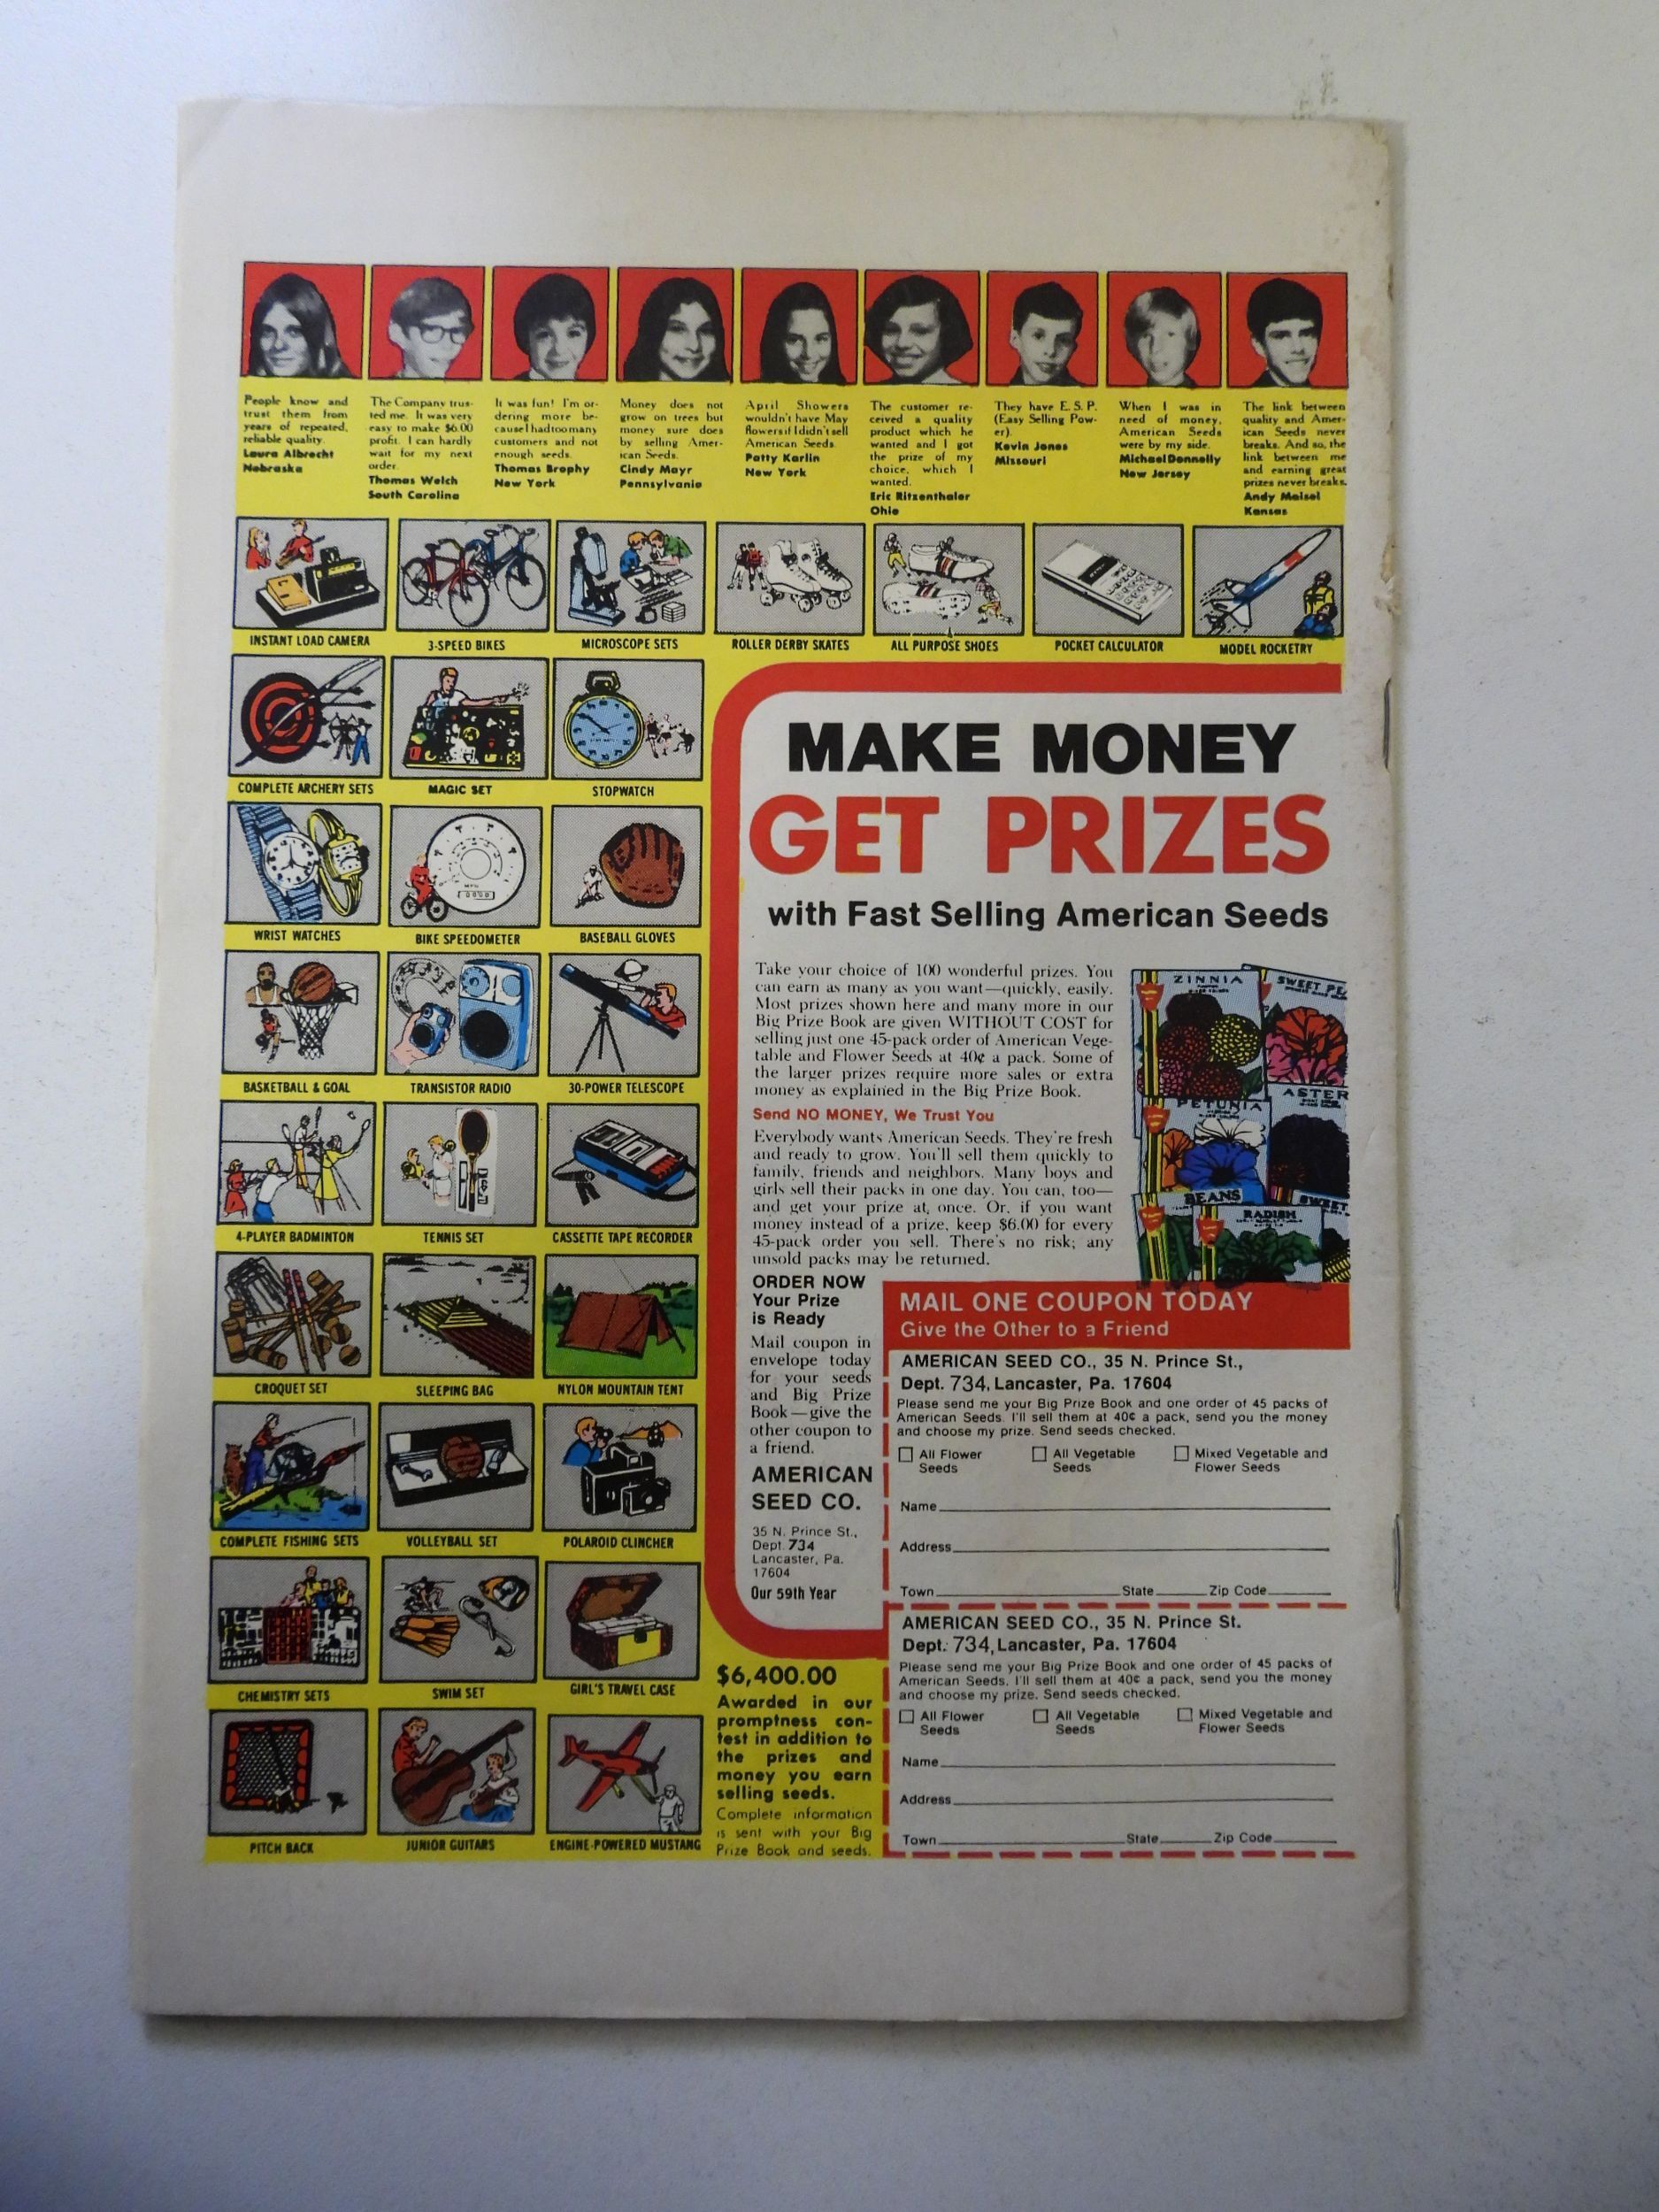 People know and
trust them from
years of repeated,
reliable quality.
Laura Albrecht
Nebraska
The Company trus-
ted me. It was very
easy to make $6.00
profit. I can hardly
wait for my next
order.
Thomas Welch
South Carolina
It was fun! I'm or-
dering more be-
cause I had too many
customers and not
enough seeds.
Thomas Brophy
New York
Money does not
grow on trees but
money sure does
by selling Amer-
ican Seeds.
Cindy Mayr
Pennsylvania
April Showers
wouldn't have May
flowers if I didn't sell
American Seeds.
Patty Karlin
New York
The customer re-
ceived a quality
product which he
wanted and I got
the prize of my
choice, which I
wanted.
Eric Ritzenthaler
Ohio
They have E. S. P.
(Easy Selling Pow-
er).
Kevin Jones
Missouri
When I was in
need of money,
American Seeds
were by my side.
Michael Donnelly
New Jersey
The link between
quality and Amer-
ican Seeds never
breaks. And so, the
link between me
and earning great
prizes never breaks.
Andy Maisel
Kansas
INSTANT LOAD CAMERA
3-SPEED BIKES
MICROSCOPE SETS
ROLLER DERBY SKATES
ALL PURPOSE SHOES
POCKET CALCULATOR
MODEL ROCKETRY
COMPLETE ARCHERY SETS
MAGIC SET
STOPWATCH
WRIST WATCHES
BIKE SPEEDOMETER
BASEBALL GLOVES
BASKETBALL & GOAL
TRANSISTOR RADIO
30-POWER TELESCOPE
4-PLAYER BADMINTON
TENNIS SET
CASSETTE TAPE RECORDER
CROQUET SET
SLEEPING BAG
NYLON MOUNTAIN TENT
COMPLETE FISHING SETS
VOLLEYBALL SET
POLAROID CLINCHER
CHEMISTRY SETS
SWIM SET
GIRL'S TRAVEL CASE
PITCH BACK
JUNIOR GUITARS
ENGINE-POWERED MUSTANG
MAKE MONEY
GET PRIZES
with Fast Selling American Seeds
Take your choice of 100 wonderful prizes. You
can earn as many as you want—quickly, easily.
Most prizes shown here and many more in our
Big Prize Book are given WITHOUT COST for
selling just one 45-pack order of American Vege-
table and Flower Seeds at 40¢ a pack. Some of
the larger prizes require more sales or extra
money as explained in the Big Prize Book.
Send NO MONEY, We Trust You
Everybody wants American Seeds. They're fresh
and ready to grow. You'll sell them quickly to
family, friends and neighbors. Many boys and
girls sell their packs in one day. You can, too—
and get your prize at once. Or, if you want
money instead of a prize, keep $6.00 for every
45-pack order you sell. There's no risk; any
unsold packs may be returned.
ZINNIA
SWEET PE
PETUNIA
ASTER
BEANS
RADISH
SWEET
ORDER NOW
Your Prize
is Ready
Mail coupon in
envelope today
for your seeds
and Big Prize
Book—give the
other coupon to
a friend.
AMERICAN
SEED CO.
35 N. Prince St.,
Dept. 734
Lancaster, Pa.
17604
Our 59th Year
MAIL ONE COUPON TODAY
Give the Other to a Friend
AMERICAN SEED CO., 35 N. Prince St.,
Dept. 734, Lancaster, Pa. 17604
Please send me your Big Prize Book and one order of 45 packs of
American Seeds. I'll sell them at 40¢ a pack, send you the money
and choose my prize. Send seeds checked.
All Flower
Seeds
All Vegetable
Seeds
Mixed Vegetable and
Flower Seeds
Name
Address
Town State Zip Code
AMERICAN SEED CO., 35 N. Prince St.
Dept. 734, Lancaster, Pa. 17604
Please send me your Big Prize Book and one order of 45 packs of
American Seeds. I'll sell them at 40¢ a pack, send you the money
and choose my prize. Send seeds checked.
All Flower
Seeds
All Vegetable
Seeds
Mixed Vegetable and
Flower Seeds
Name
Address
Town State Zip Code
$6,400.00
Awarded in our
promptness con-
test in addition to
the prizes and
money you earn
selling seeds.
Complete information
is sent with your Big
Prize Book and seeds.